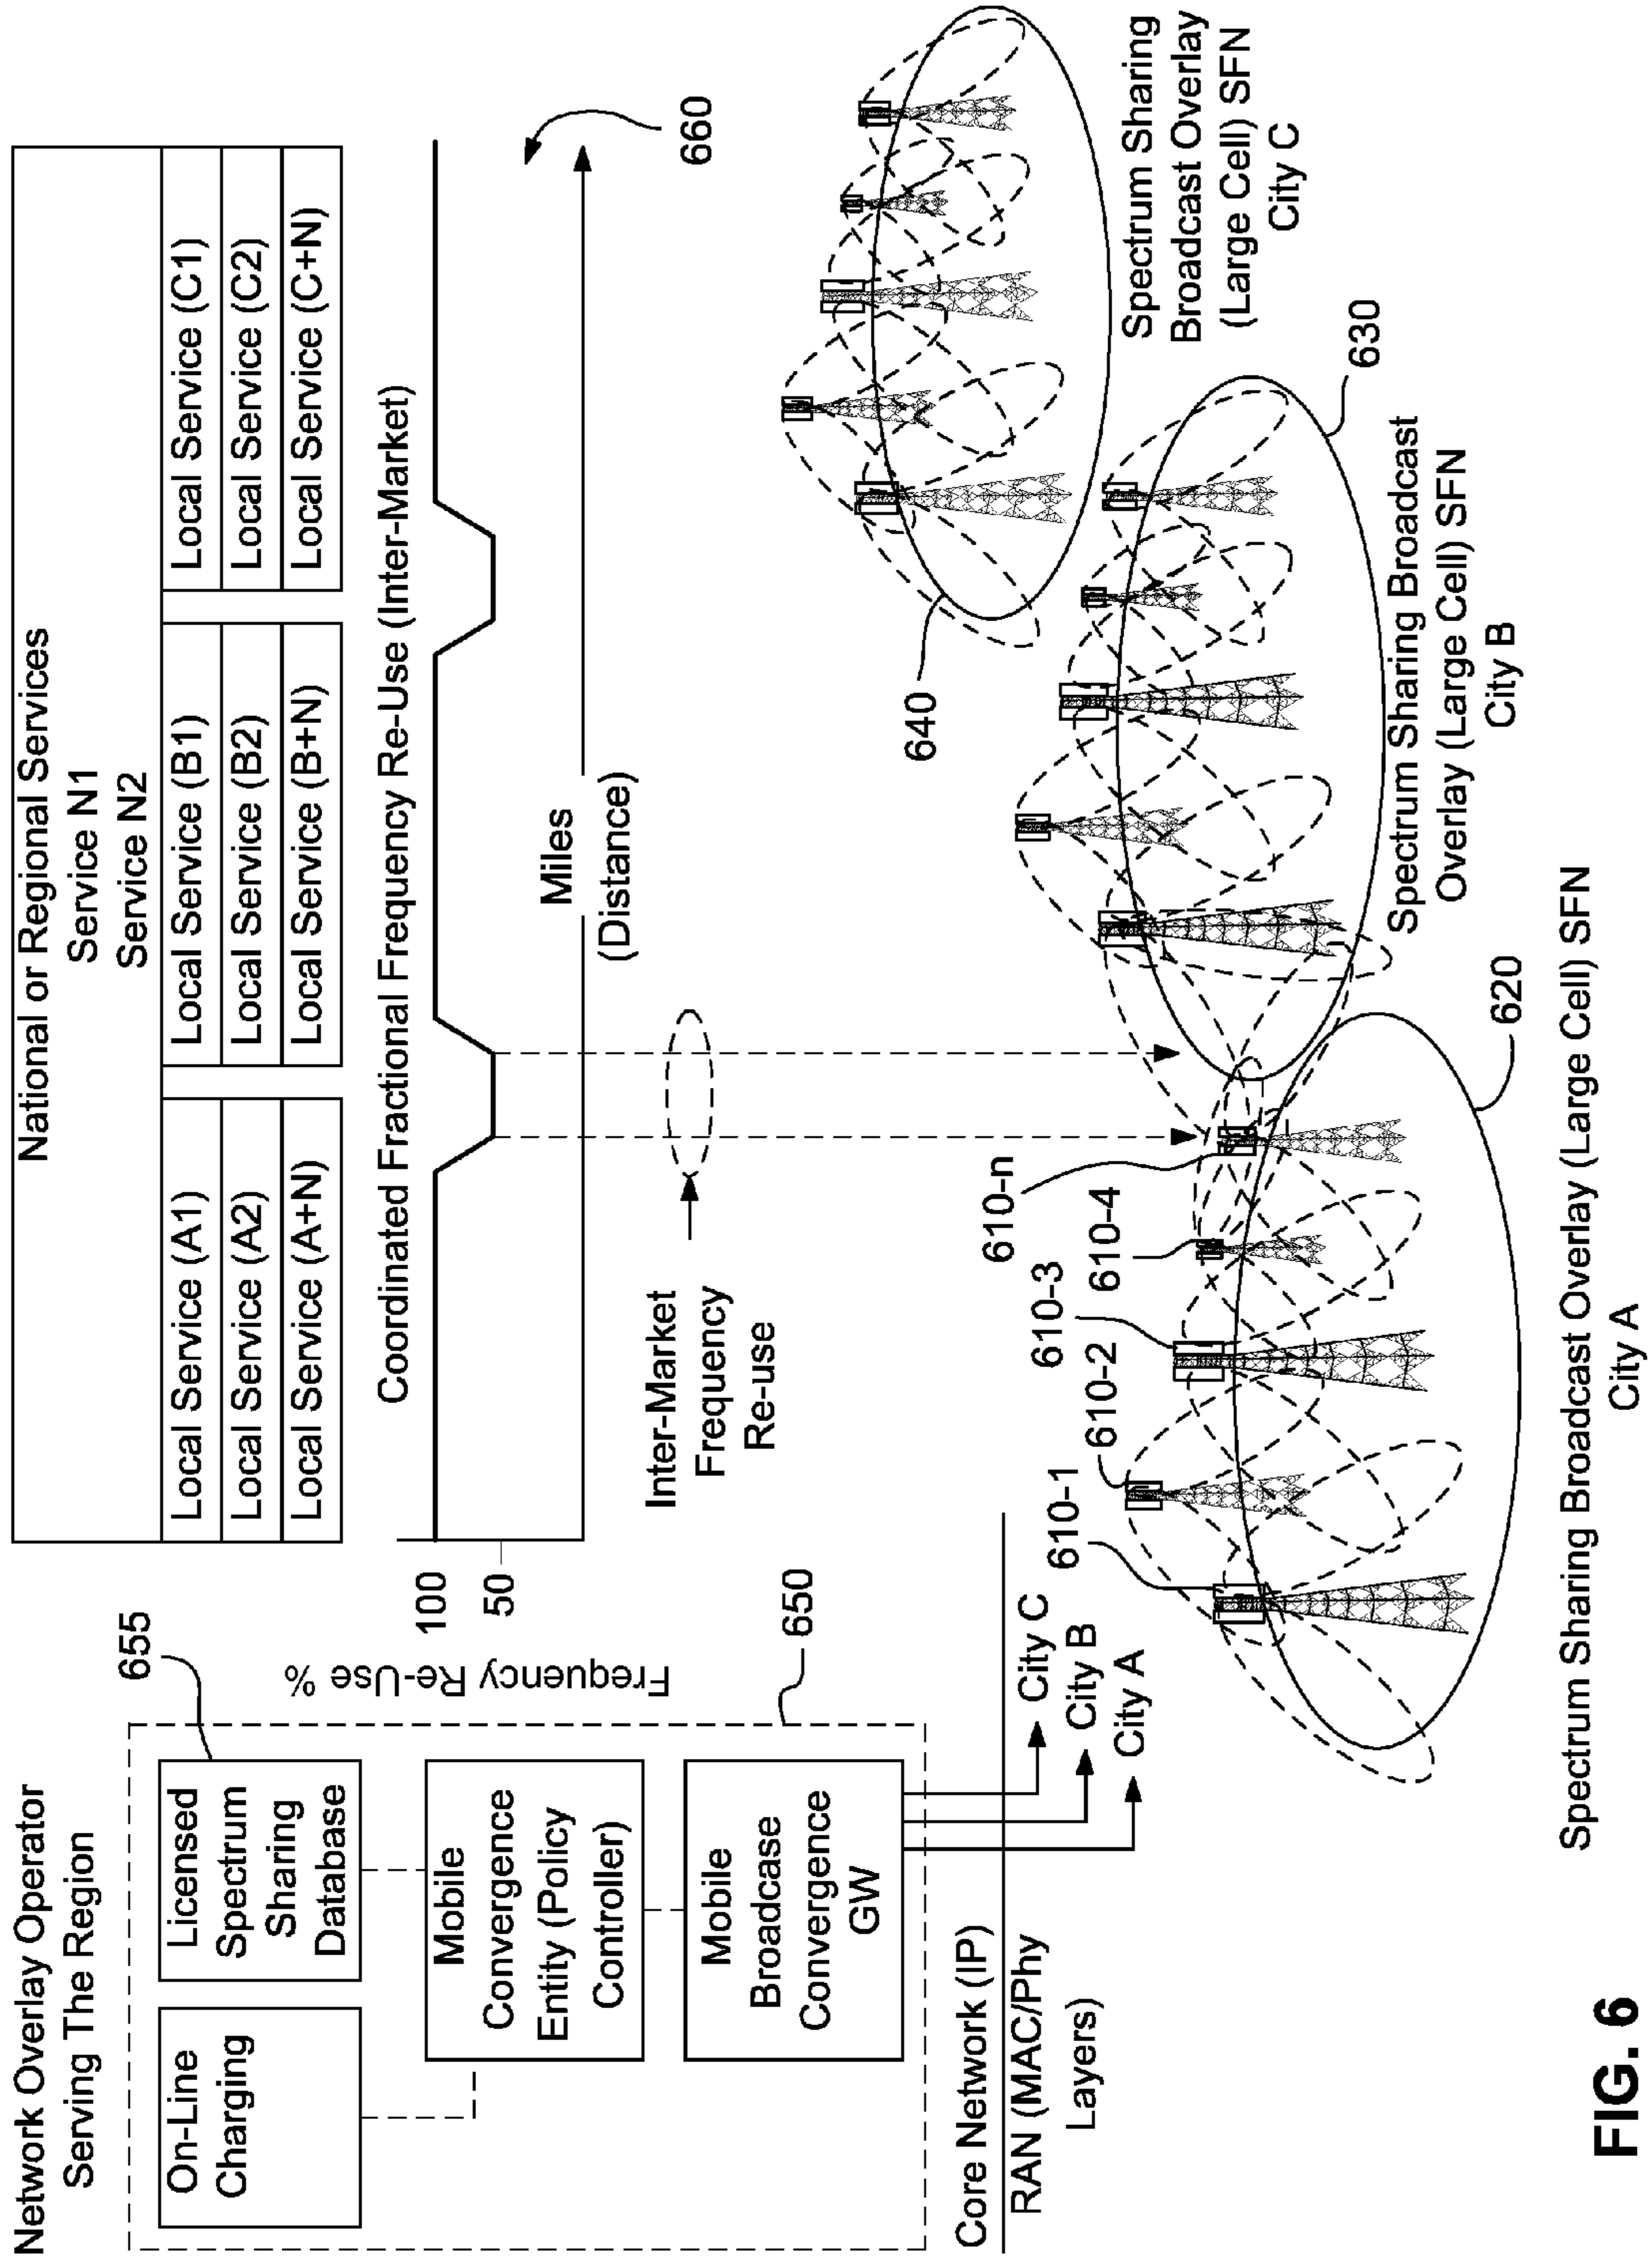 Network Overlay Operator
Serving The Region
On-Line
Charging
Licensed
Spectrum
Sharing
Database
655
Mobile
Convergence
Entity (Policy
Controller)
Mobile
Broadcase
Convergence
GW
650
Core Network (IP)
RAN (MAC/Phy
Layers)
City C
City B
City A
National or Regional Services
Service N1
Service N2
Local Service (A1)
Local Service (B1)
Local Service (C1)
Local Service (A2)
Local Service (B2)
Local Service (C2)
Local Service (A+N)
Local Service (B+N)
Local Service (C+N)
Coordinated Fractional Frequency Re-Use (Inter-Market)
Frequency Re-Use %
100
50
Miles
(Distance)
660
Inter-Market
Frequency
Re-use
610-1
610-2
610-3
610-4
610-n
620
Spectrum Sharing Broadcast Overlay (Large Cell) SFN
City A
630
Spectrum Sharing Broadcast
Overlay (Large Cell) SFN
City B
640
Spectrum Sharing
Broadcast Overlay
(Large Cell) SFN
City C
FIG. 6